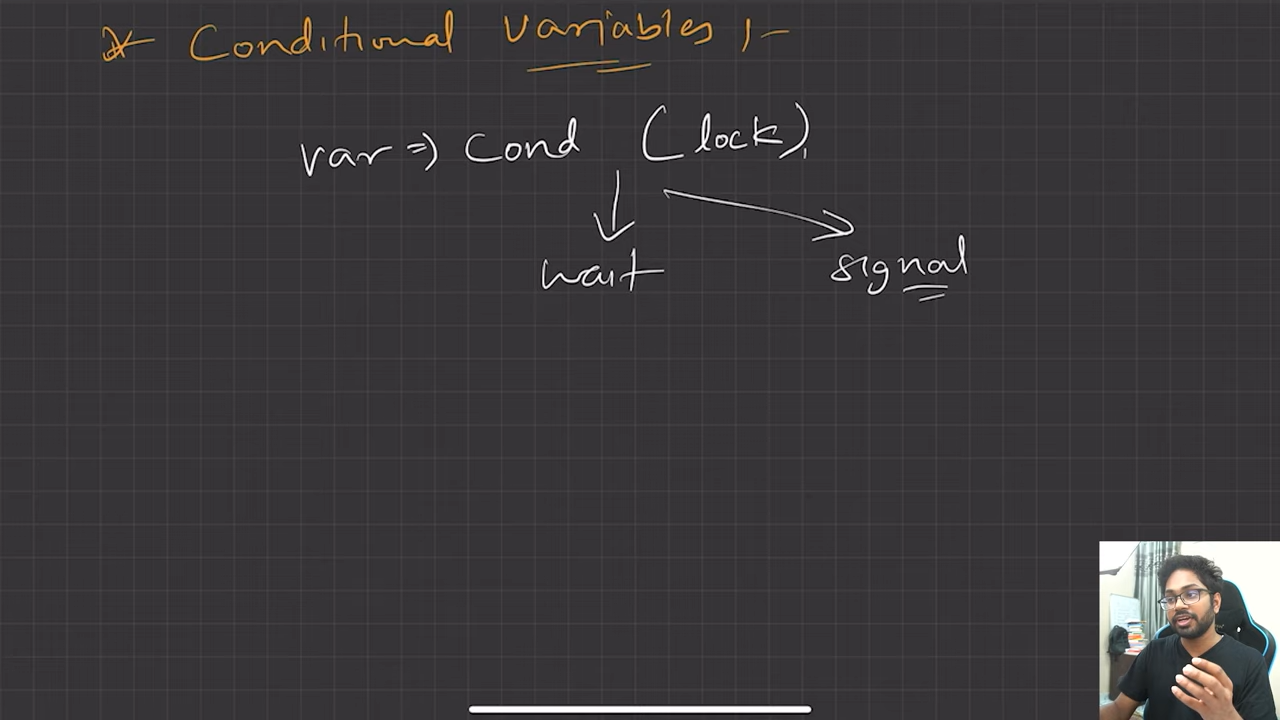 * Conditional Variables :-
var => Cond (lock),
wait signal